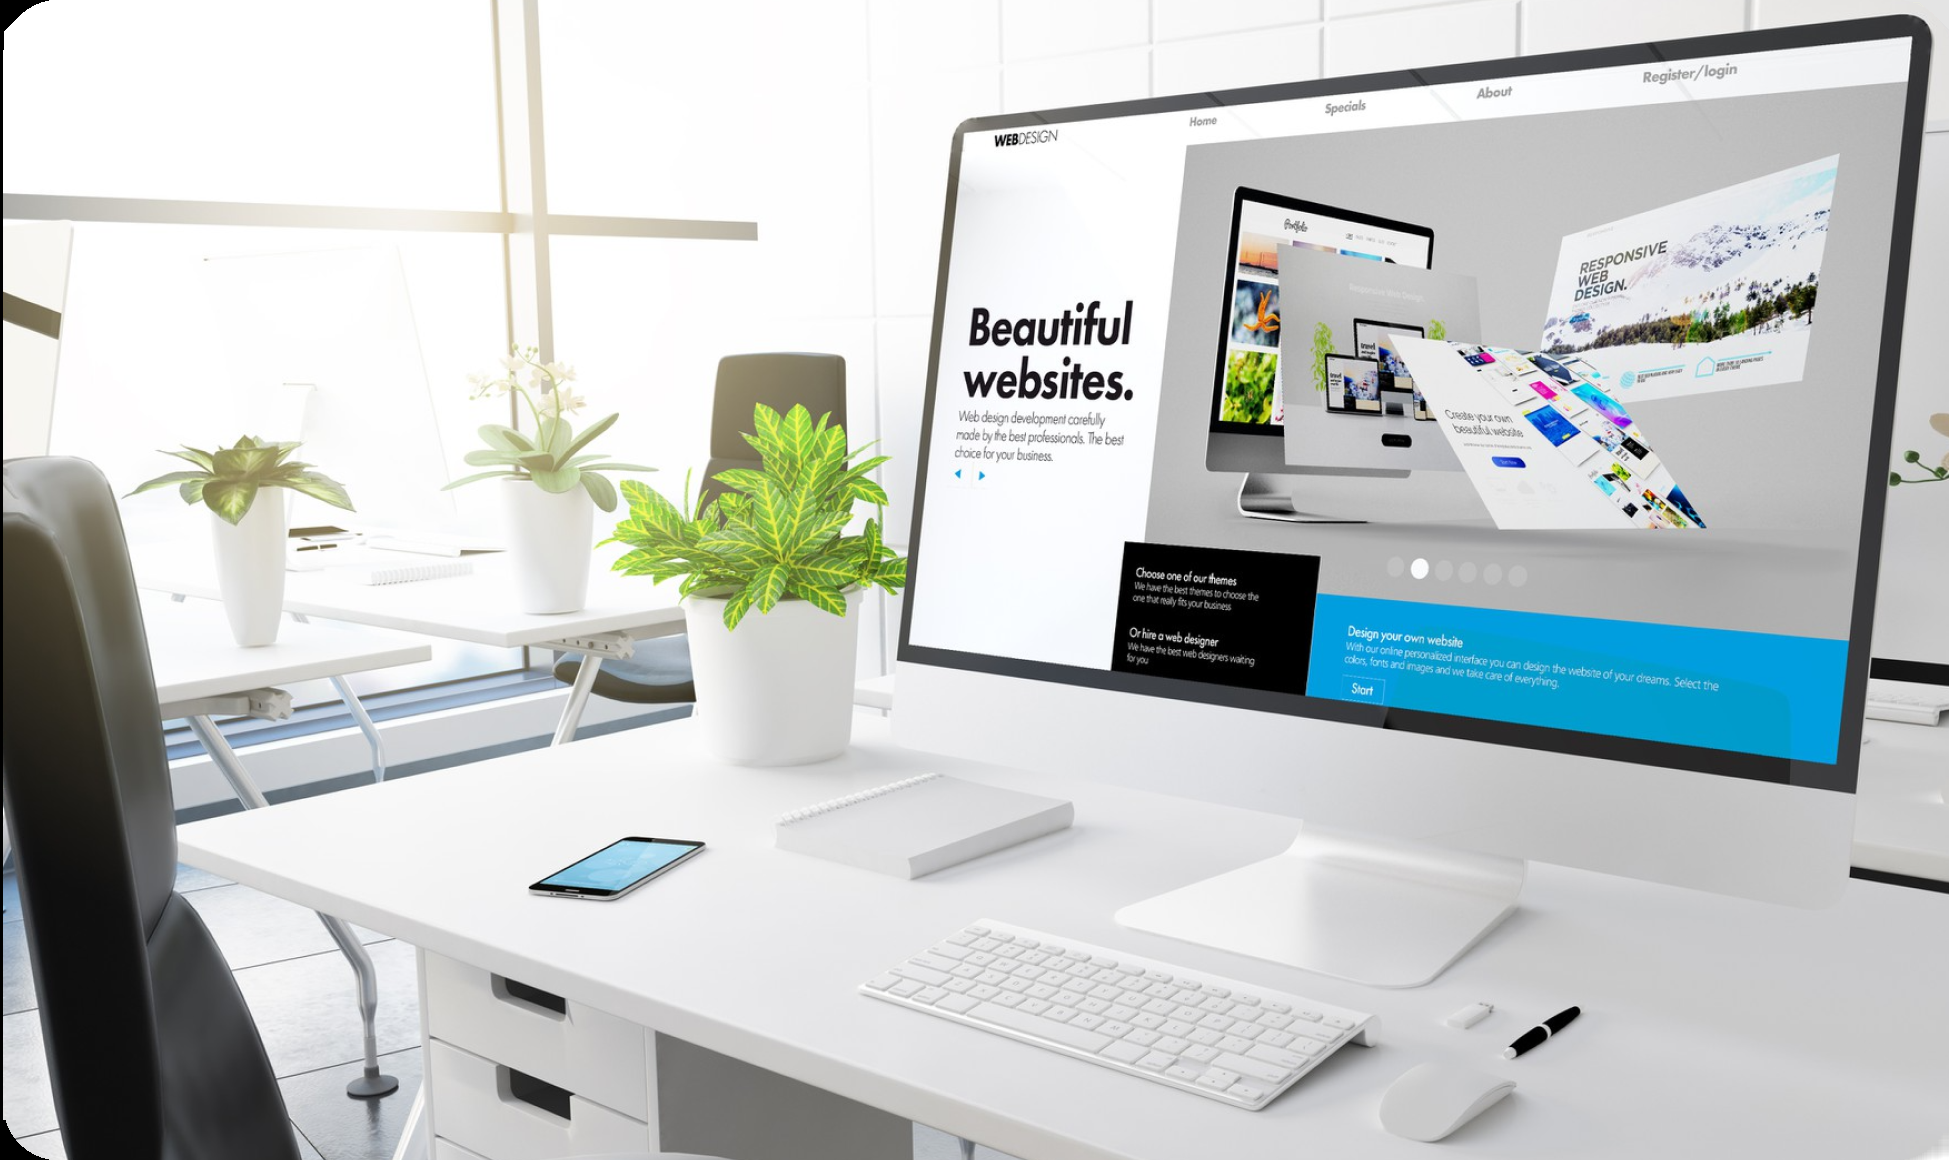 WEBDESIGN
Home
Specials
About
Register/login
Beautiful
websites.
Web design development carefully
made by the best professionals. The best
choice for your business.
Portfolio
Responsive Web Design.
RESPONSIVE
WEB
DESIGN.
Create your own
beautiful website
Choose one of our themes
We have the best themes to choose the
one that really fits your business
Or hire a web designer
We have the best web designers waiting
for you
Design your own website
With our online personalized interface you can design the website of your dreams. Select the
colors, fonts and images and we take care of everything.
Start